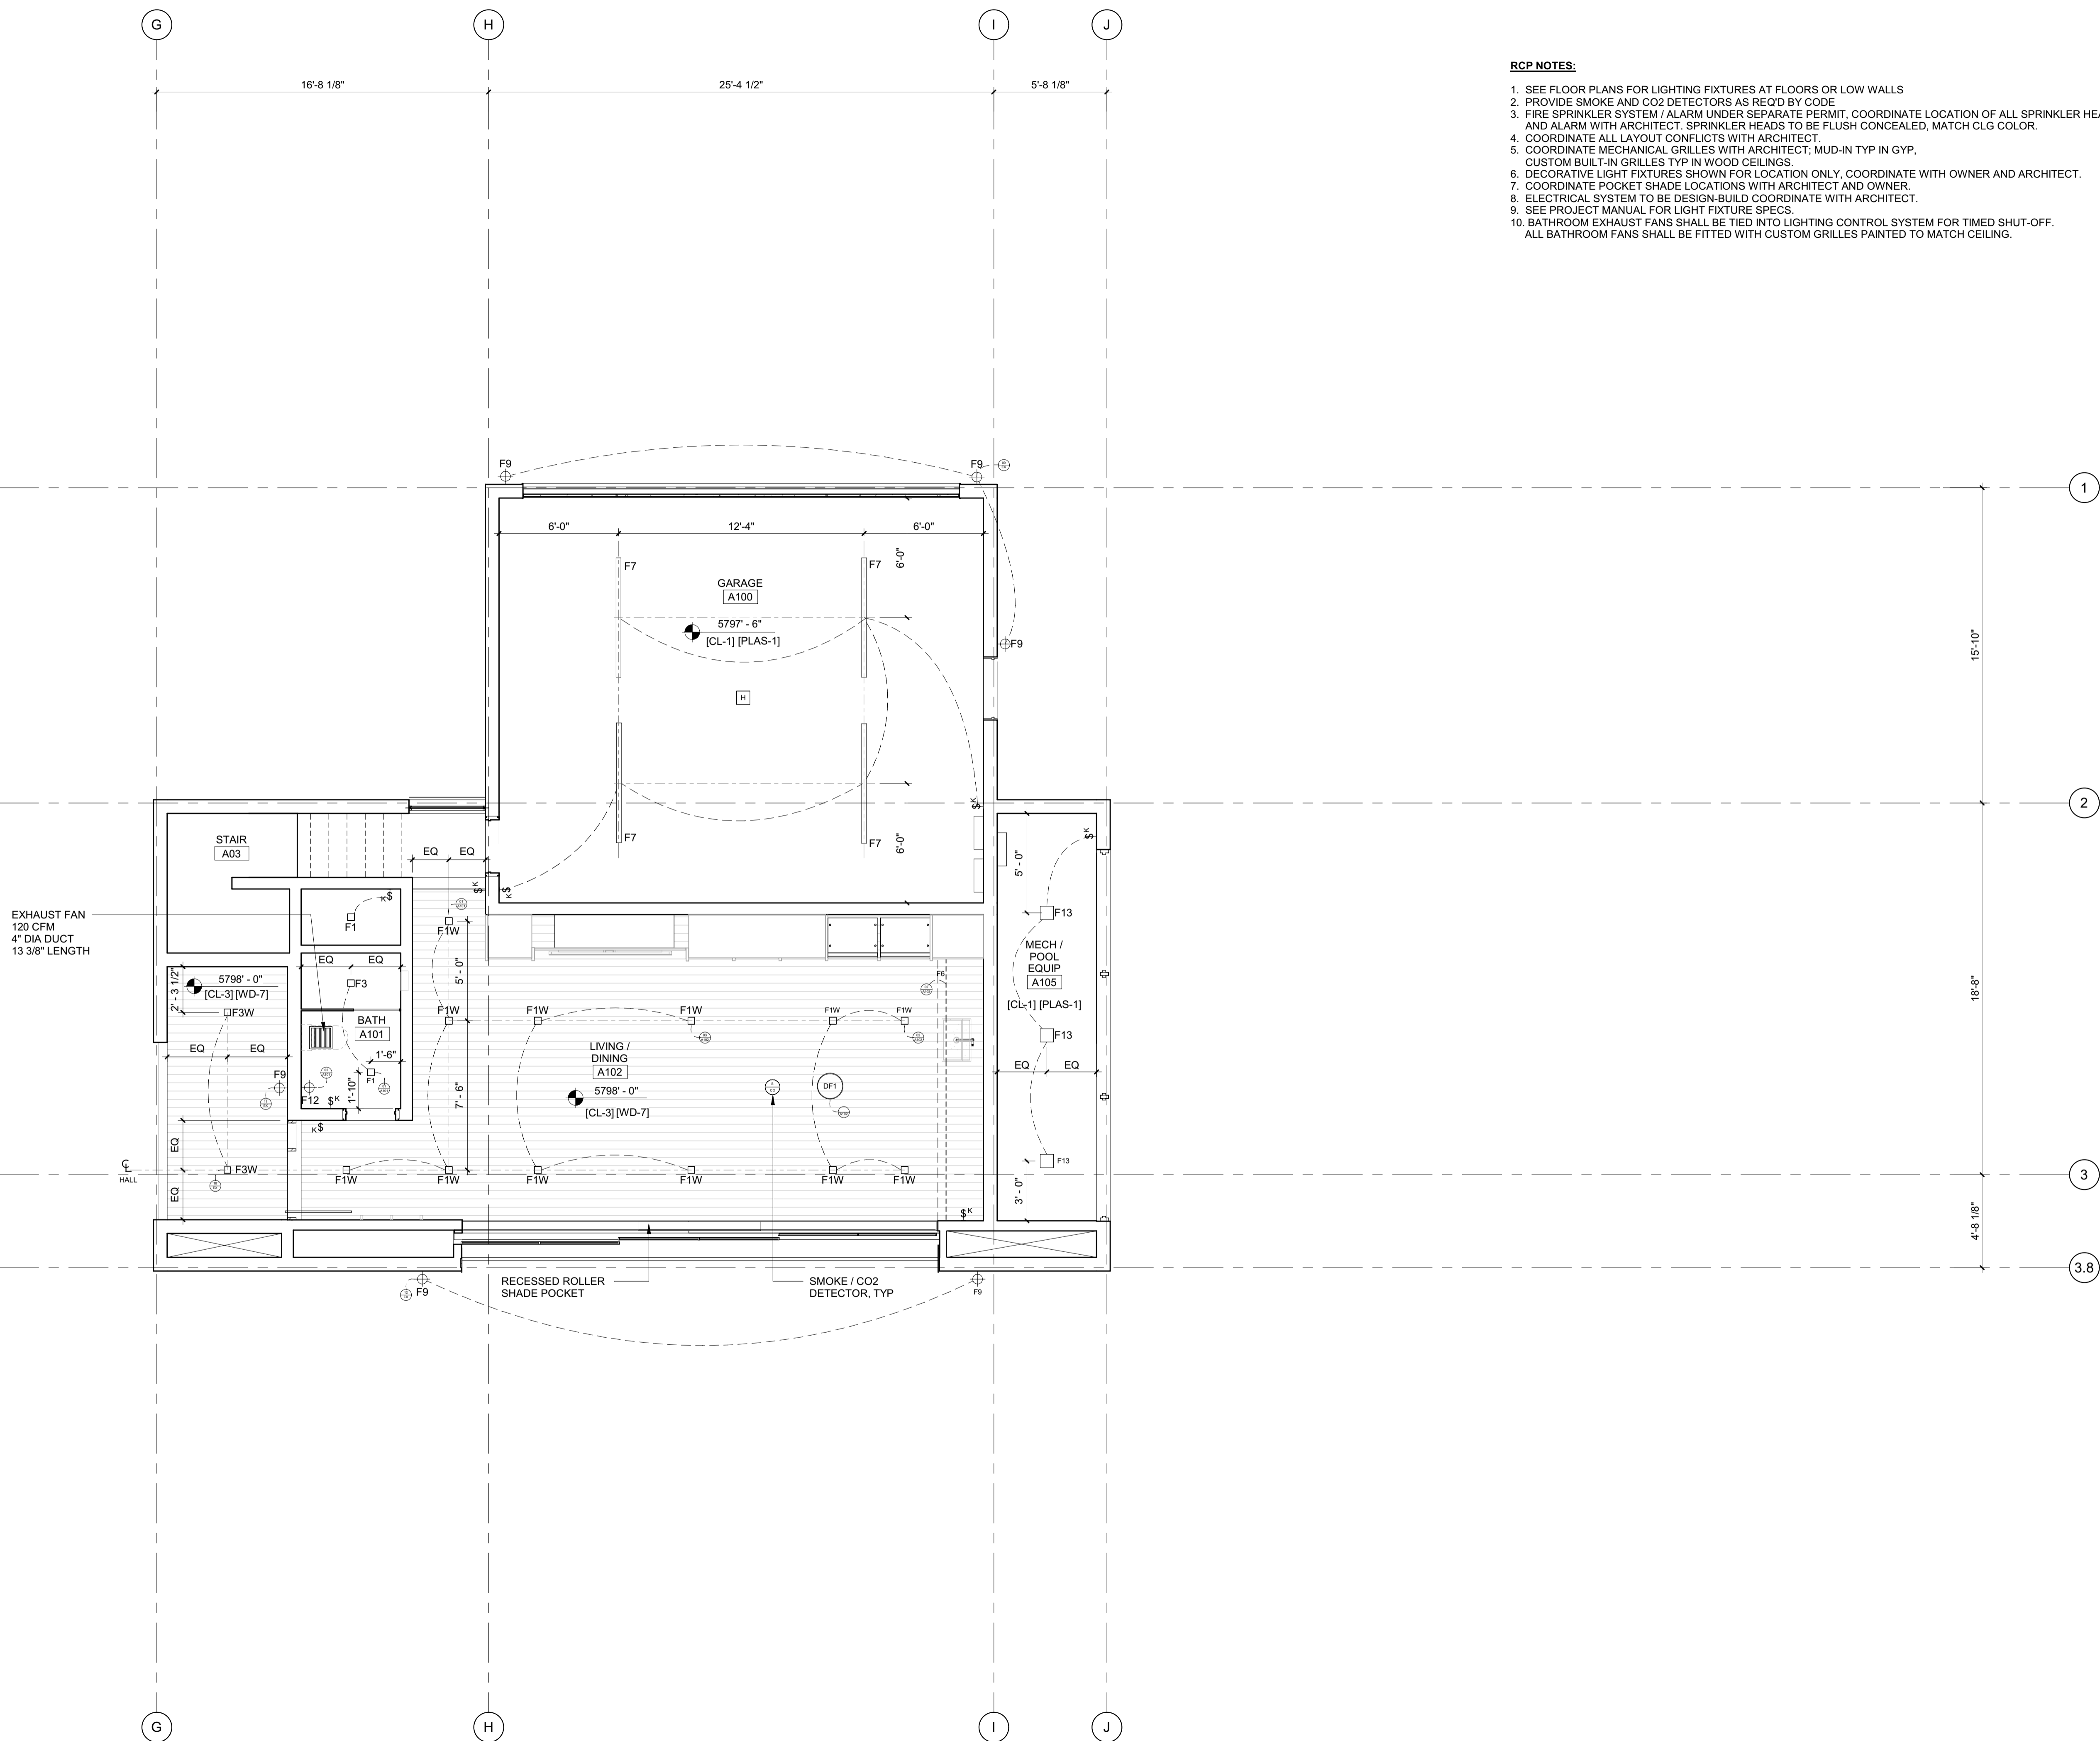 G
H
I
J
16'-8 1/8"
25'-4 1/2"
5'-8 1/8"
RCP NOTES:
1. SEE FLOOR PLANS FOR LIGHTING FIXTURES AT FLOORS OR LOW WALLS
2. PROVIDE SMOKE AND CO2 DETECTORS AS REQ'D BY CODE
3. FIRE SPRINKLER SYSTEM / ALARM UNDER SEPARATE PERMIT, COORDINATE LOCATION OF ALL SPRINKLER
AND ALARM WITH ARCHITECT. SPRINKLER HEADS TO BE FLUSH CONCEALED, MATCH CLG COLOR.
4. COORDINATE ALL LAYOUT CONFLICTS WITH ARCHITECT.
5. COORDINATE MECHANICAL GRILLES WITH ARCHITECT; MUD-IN TYP IN GYP,
CUSTOM BUILT-IN GRILLES TYP IN WOOD CEILINGS.
6. DECORATIVE LIGHT FIXTURES SHOWN FOR LOCATION ONLY, COORDINATE WITH OWNER AND ARCHITECT.
7. COORDINATE POCKET SHADE LOCATIONS WITH ARCHITECT AND OWNER.
8. ELECTRICAL SYSTEM TO BE DESIGN-BUILD COORDINATE WITH ARCHITECT.
9. SEE PROJECT MANUAL FOR LIGHT FIXTURE SPECS.
10. BATHROOM EXHAUST FANS SHALL BE TIED INTO LIGHTING CONTROL SYSTEM FOR TIMED SHUT-OFF.
ALL BATHROOM FANS SHALL BE FITTED WITH CUSTOM GRILLES PAINTED TO MATCH CEILING.
F9
F9
1
6'-0"
12'-4"
6'-0"
6'-0"
F7
F7
GARAGE
A100
5797' - 6"
[CL-1] [PLAS-1]
F9
15'-10"
H
$K
2
F7
F7
6'-0"
STAIR
A03
EQ
EQ
$K
5' - 0"
$K
K$
K$
EXHAUST FAN
120 CFM
4" DIA DUCT
13 3/8" LENGTH
F1
F1W
F13
MECH /
POOL
EQUIP
A105
[CL-1] [PLAS-1]
EQ
EQ
2' - 3 1/2"
5798' - 0"
[CL-3] [WD-7]
F3
5' - 0"
F6
18'-8"
F3W
BATH
A101
F1W
F1W
F1W
F1W
F1W
F13
LIVING /
DINING
A102
5798' - 0"
[CL-3] [WD-7]
EQ
EQ
1'-6"
EQ
EQ
F9
F12
F1
1'-10"
7' - 6"
DF1
$K
K$
EQ
CL
HALL
F3W
F1W
F1W
F1W
F1W
F1W
F1W
F13
3
EQ
3' - 0"
$K
4'-8 1/8"
3.8
F9
RECESSED ROLLER
SHADE POCKET
SMOKE / CO2
DETECTOR, TYP
F9
G
H
I
J